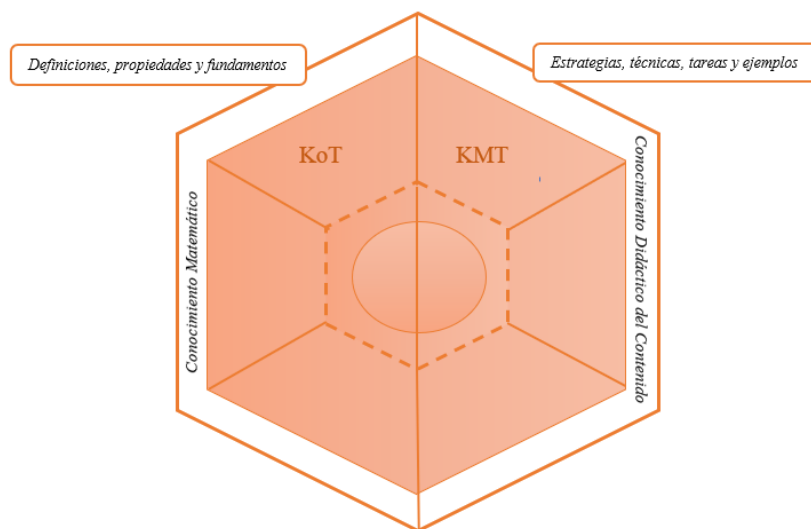 Definiciones, propiedades y fundamentos
Estrategias, técnicas, tareas y ejemplos
KoT
KMT
Conocimiento Matemático
Conocimiento Didáctico del Contenido